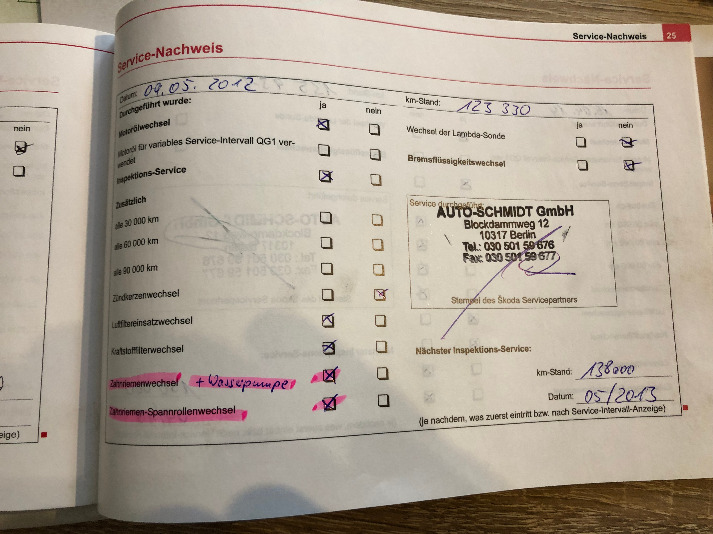 Service-Nachweis 25
Service-Nachweis
Datum: 09.05.2012
km-Stand: 123 330
Durchgeführt wurde: ja nein
Motorölwechsel
Motoröl für variables Service-Intervall QG1 ver-
wendet
Inspektions-Service
Zusätzlich
alle 30 000 km
alle 60 000 km
alle 90 000 km
Zündkerzenwechsel
Luftfiltereinsatzwechsel
Kraftstofffilterwechsel
Zahnriemenwechsel + Wasserpumpe
Zahnriemen-Spannrollenwechsel
ja nein
Wechsel der Lambda-Sonde
Bremsflüssigkeitswechsel
Service durchgeführt:
AUTO-SCHMIDT GmbH
Blockdammweg 12
10317 Berlin
Tel.: 030 501 59 676
Fax: 030 501 59 677
Stempel des Škoda Servicepartners
Nächster Inspektions-Service:
km-Stand: 138000
Datum: 05/2013
(je nachdem, was zuerst eintritt bzw. nach Service-Intervall-Anzeige)
nein
eige)